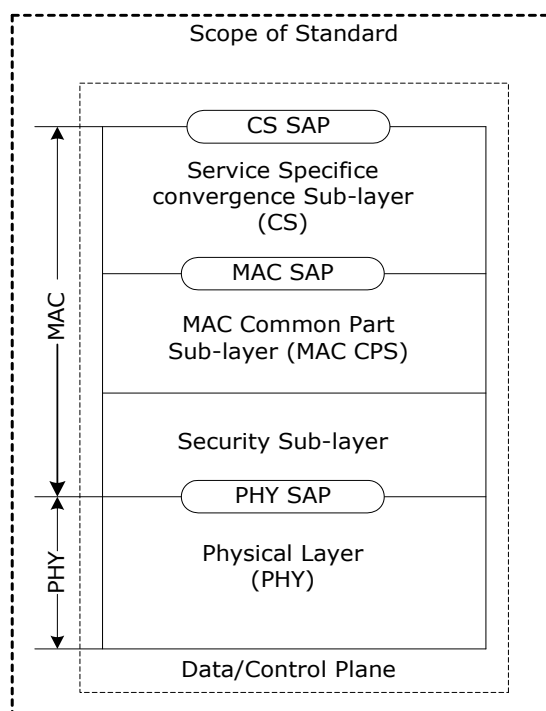 Scope of Standard
CS SAP
Service Specifice
convergence Sub-layer
(CS)
MAC SAP
MAC
MAC Common Part
Sub-layer (MAC CPS)
Security Sub-layer
PHY SAP
Physical Layer
(PHY)
PHY
Data/Control Plane